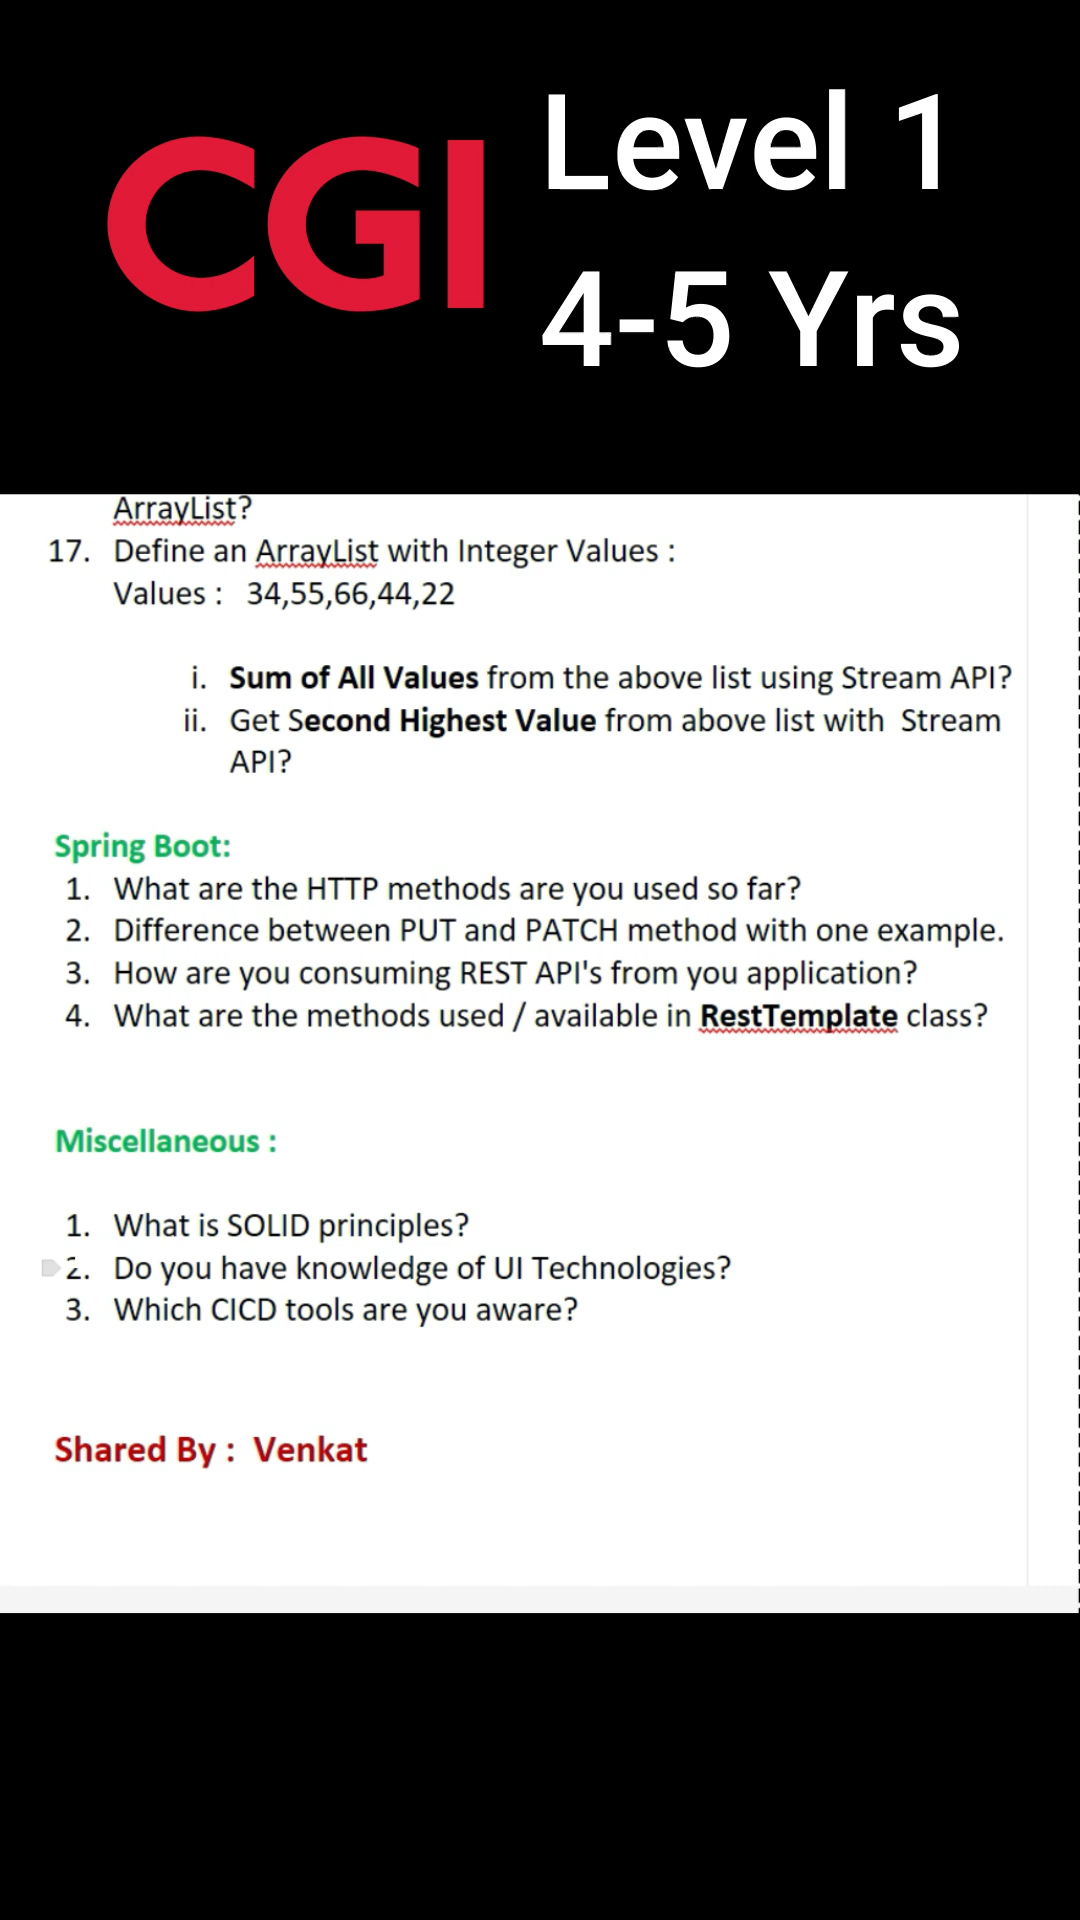 CGI
Level 1
4-5 Yrs
ArrayList?
17. Define an ArrayList with Integer Values :
Values : 34,55,66,44,22
i. Sum of All Values from the above list using Stream API?
ii. Get Second Highest Value from above list with Stream
API?
Spring Boot:
1. What are the HTTP methods are you used so far?
2. Difference between PUT and PATCH method with one example.
3. How are you consuming REST API's from you application?
4. What are the methods used / available in RestTemplate class?
Miscellaneous :
1. What is SOLID principles?
2. Do you have knowledge of UI Technologies?
3. Which CICD tools are you aware?
Shared By : Venkat